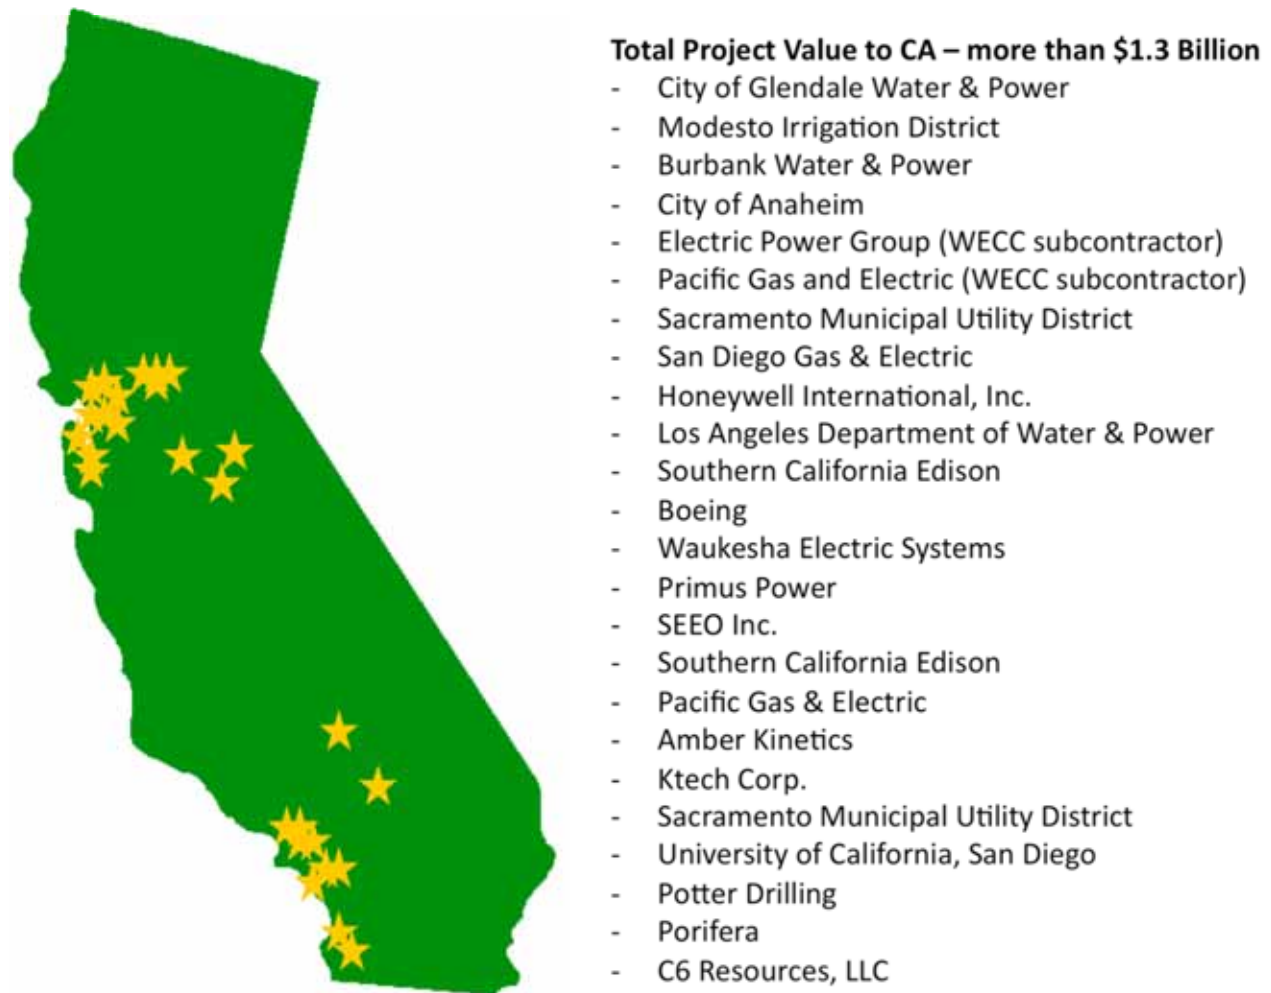 Total Project Value to CA – more than $1.3 Billion
- City of Glendale Water & Power
- Modesto Irrigation District
- Burbank Water & Power
- City of Anaheim
- Electric Power Group (WECC subcontractor)
- Pacific Gas and Electric (WECC subcontractor)
- Sacramento Municipal Utility District
- San Diego Gas & Electric
- Honeywell International, Inc.
- Los Angeles Department of Water & Power
- Southern California Edison
- Boeing
- Waukesha Electric Systems
- Primus Power
- SEEO Inc.
- Southern California Edison
- Pacific Gas & Electric
- Amber Kinetics
- Ktech Corp.
- Sacramento Municipal Utility District
- University of California, San Diego
- Potter Drilling
- Porifera
- C6 Resources, LLC